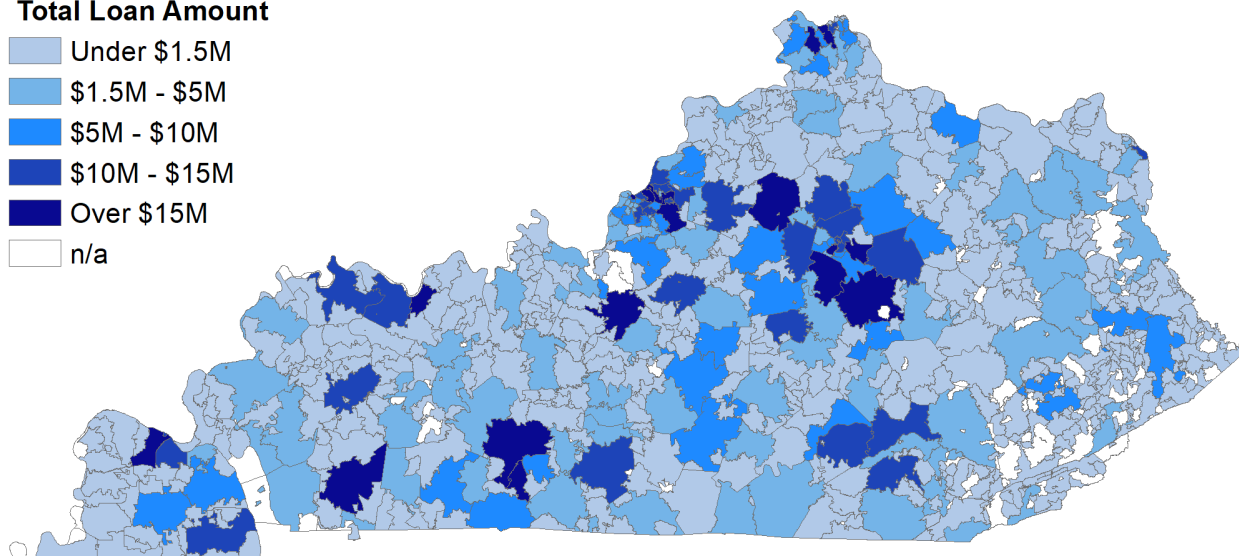 Total Loan Amount
Under $1.5M
$1.5M - $5M
$5M - $10M
$10M - $15M
Over $15M
n/a